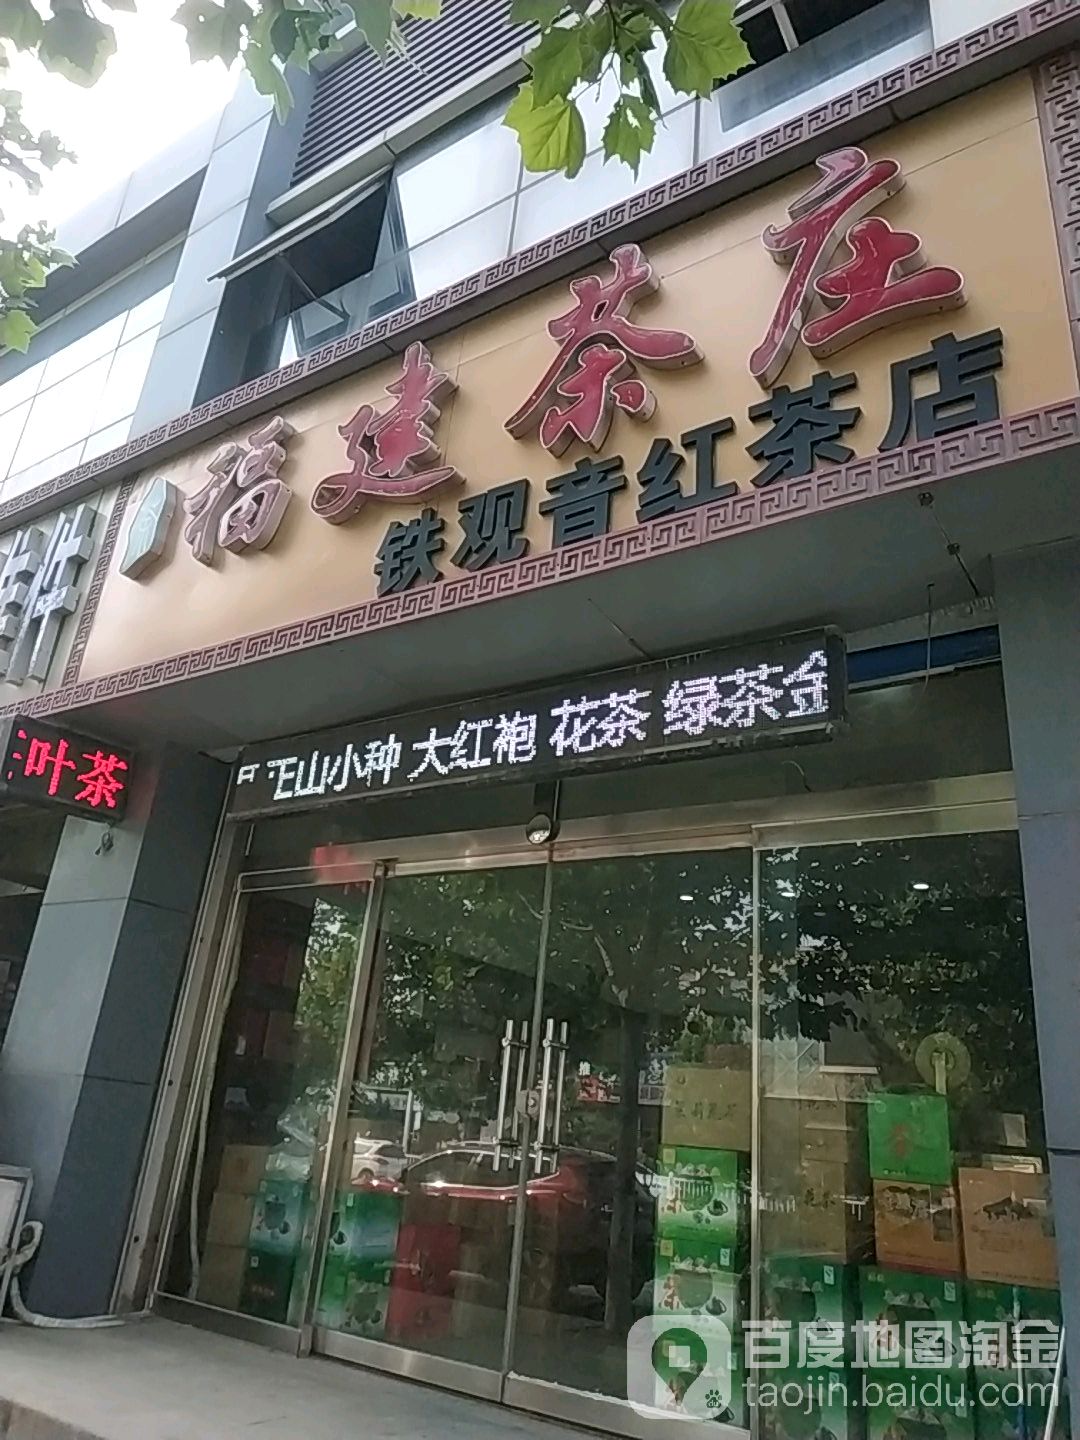 福建茶庄
铁观音红茶店
正山小种 大红袍 花茶 绿茶金
叶茶
百度地图淘金
taojin.baidu.com